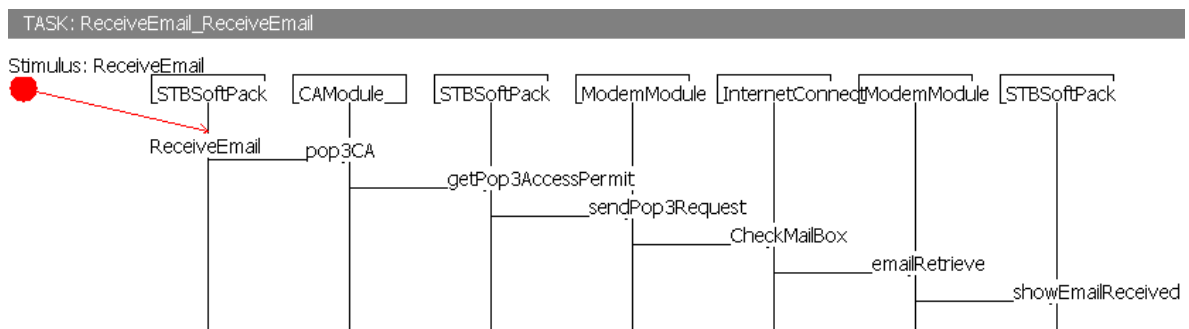 TASK: ReceiveEmail_ReceiveEmail
Stimulus: ReceiveEmail
STBSoftPack CAModule STBSoftPack ModemModule InternetConnect ModemModule STBSoftPack
ReceiveEmail pop3CA
getPop3AccessPermit
sendPop3Request
CheckMailBox
emailRetrieve
showEmailReceived